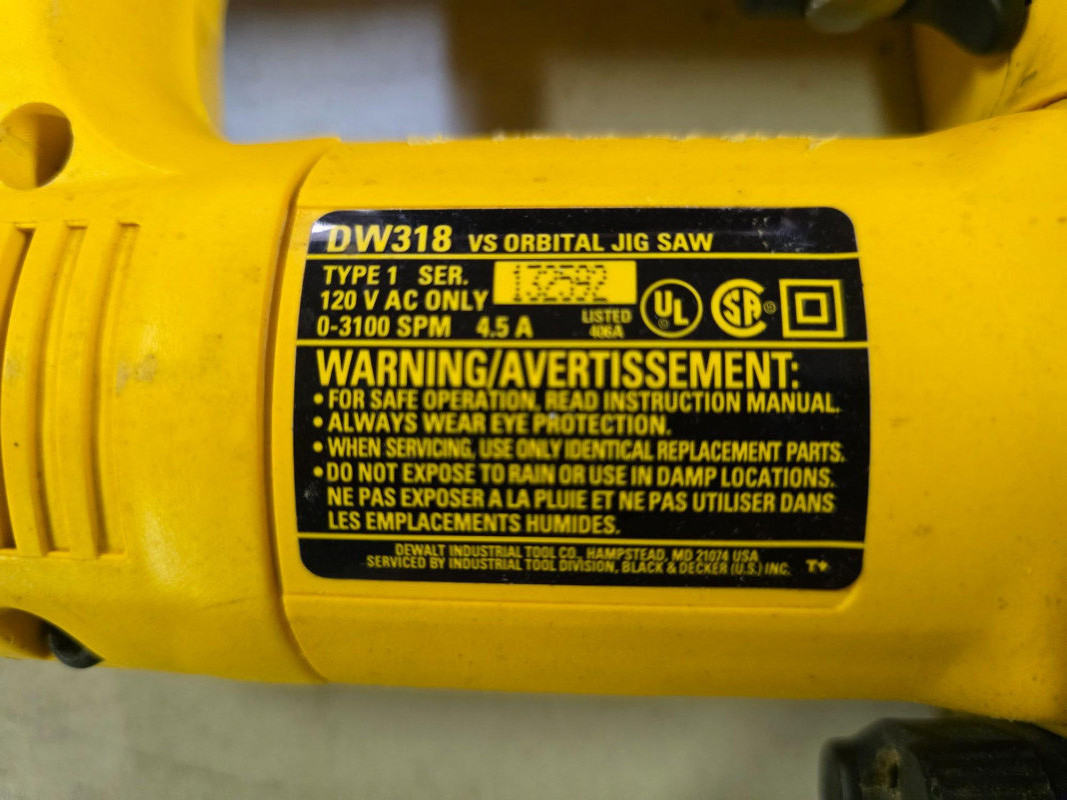 DW318 VS ORBITAL JIG SAW
TYPE 1 SER. 132592
120 V AC ONLY
0-3100 SPM 4.5 A
LISTED
406A
UL
SA
WARNING/AVERTISSEMENT:
• FOR SAFE OPERATION, READ INSTRUCTION MANUAL.
• ALWAYS WEAR EYE PROTECTION.
• WHEN SERVICING, USE ONLY IDENTICAL REPLACEMENT PARTS.
• DO NOT EXPOSE TO RAIN OR USE IN DAMP LOCATIONS.
NE PAS EXPOSER A LA PLUIE ET NE PAS UTILISER DANS
LES EMPLACEMENTS HUMIDES.
DEWALT INDUSTRIAL TOOL CO., HAMPSTEAD, MD 21074 USA
SERVICED BY INDUSTRIAL TOOL DIVISION, BLACK & DECKER (U.S.) INC.